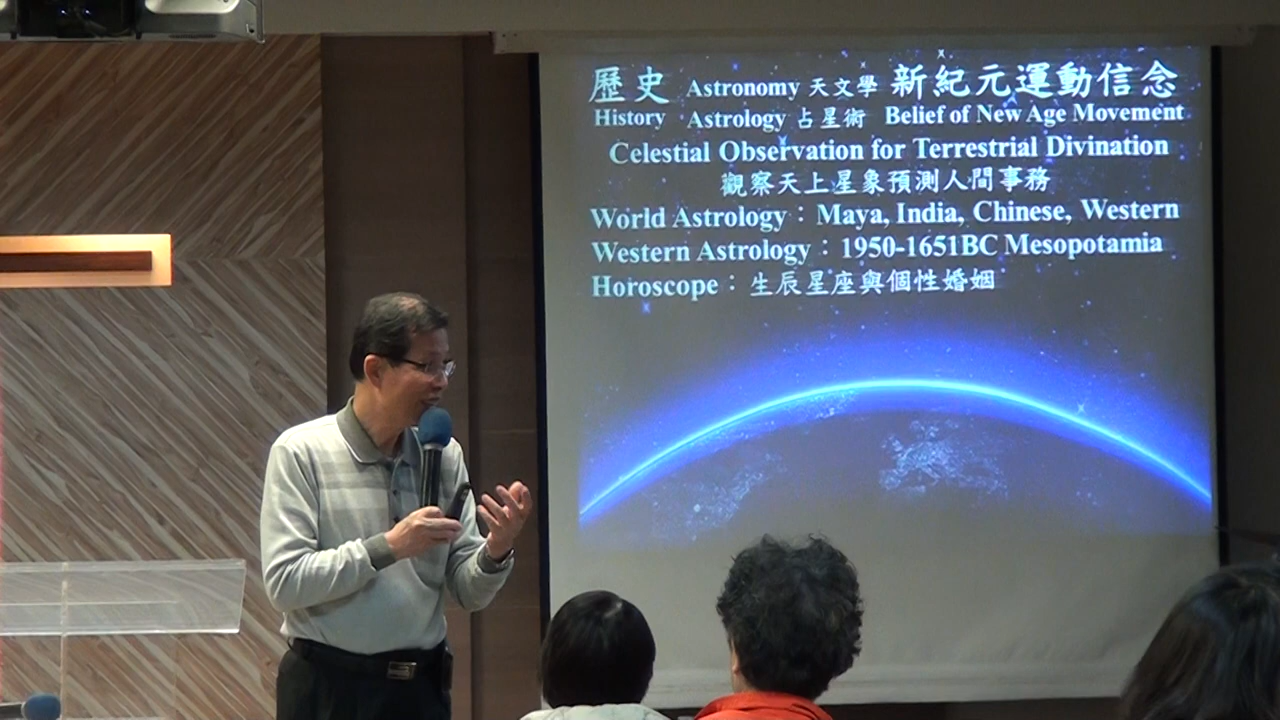 歷史 Astronomy 天文學 新紀元運動信念
History Astrology 占星術 Belief of New Age Movement
Celestial Observation for Terrestrial Divination
觀察天上星象預測人間事務
World Astrology：Maya, India, Chinese, Western
Western Astrology：1950-1651BC Mesopotamia
Horoscope：生辰星座與個性婚姻